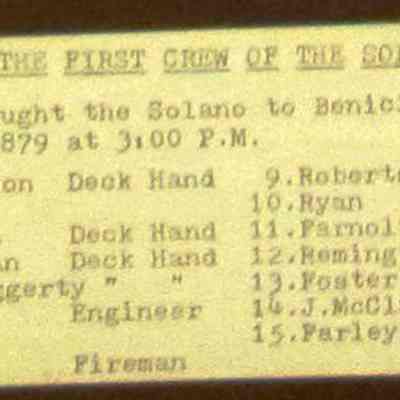 THE FIRST CREW OF THE SO
ught the Solano to Benici
879 at 3:00 P.M.
on Deck Hand 9.Roberts
10.Ryan
Deck Hand 11.Farnol
an Deck Hand 12.Reming
ggerty " " 13.Foster
Engineer 14.J.McCl
15.Farley
Fireman